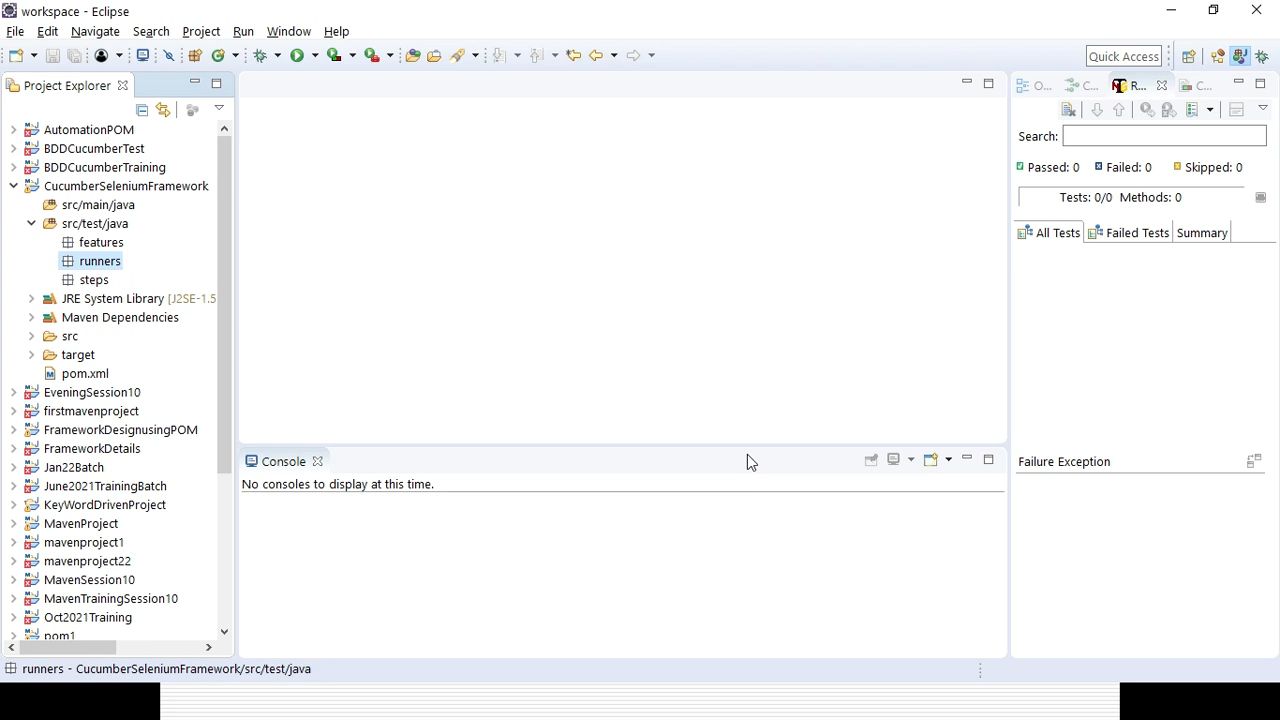 workspace - Eclipse
File Edit Navigate Search Project Run Window Help
Quick Access
Project Explorer
AutomationPOM
BDDCucumberTest
BDDCucumberTraining
CucumberSeleniumFramework
src/main/java
src/test/java
features
runners
steps
JRE System Library [J2SE-1.5
Maven Dependencies
src
target
pom.xml
EveningSession10
firstmavenproject
FrameworkDesignusingPOM
FrameworkDetails
Jan22Batch
June2021TrainingBatch
KeyWordDrivenProject
MavenProject
mavenproject1
mavenproject22
MavenSession10
MavenTrainingSession10
Oct2021Training
pom1
Console
No consoles to display at this time.
O... C... R... C...
Search:
Passed: 0 Failed: 0 Skipped: 0
Tests: 0/0 Methods: 0
All Tests Failed Tests Summary
Failure Exception
runners - CucumberSeleniumFramework/src/test/java